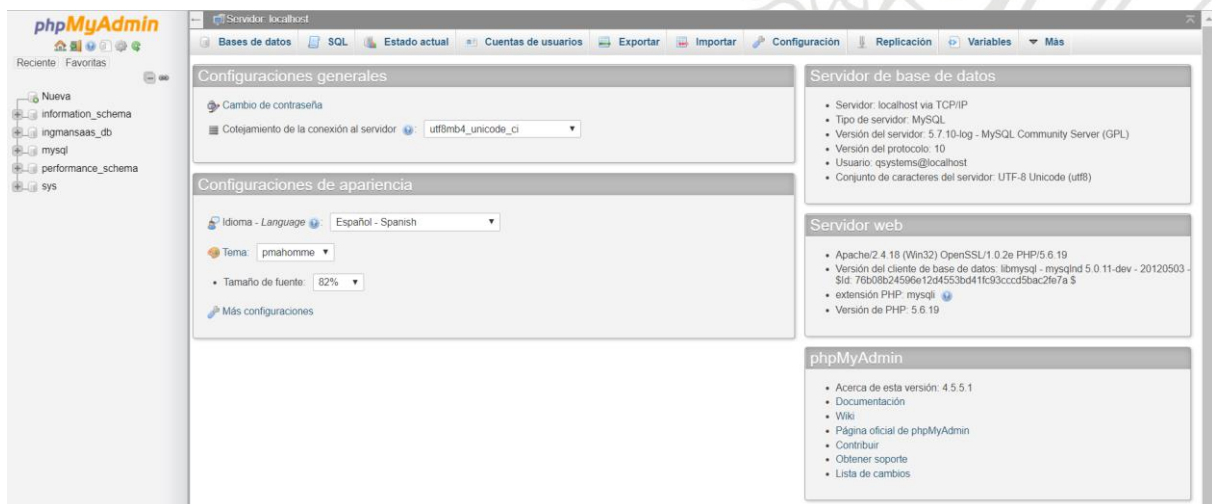 phpMyAdmin
Reciente Favoritas
Nueva
information_schema
ingmansaas_db
mysql
performance_schema
sys
Servidor: localhost
Bases de datos SQL Estado actual Cuentas de usuarios Exportar Importar Configuración Replicación Variables Más
Configuraciones generales
Cambio de contraseña
Cotejamiento de la conexión al servidor : utf8mb4_unicode_ci
Configuraciones de apariencia
Idioma - Language : Español - Spanish
Tema: pmahomme
Tamaño de fuente: 82%
Más configuraciones
Servidor de base de datos
Servidor: localhost via TCP/IP
Tipo de servidor: MySQL
Versión del servidor: 5.7.10-log - MySQL Community Server (GPL)
Versión del protocolo: 10
Usuario: qsystems@localhost
Conjunto de caracteres del servidor: UTF-8 Unicode (utf8)
Servidor web
Apache/2.4.18 (Win32) OpenSSL/1.0.2e PHP/5.6.19
Versión del cliente de base de datos: libmysql - mysqlnd 5.0.11-dev - 20120503 -
$Id: 76b08b24596e12d4553bd41fc93cccd5bac2fe7a $
extensión PHP: mysqli
Versión de PHP: 5.6.19
phpMyAdmin
Acerca de esta versión: 4.5.5.1
Documentación
Wiki
Página oficial de phpMyAdmin
Contribuir
Obtener soporte
Lista de cambios